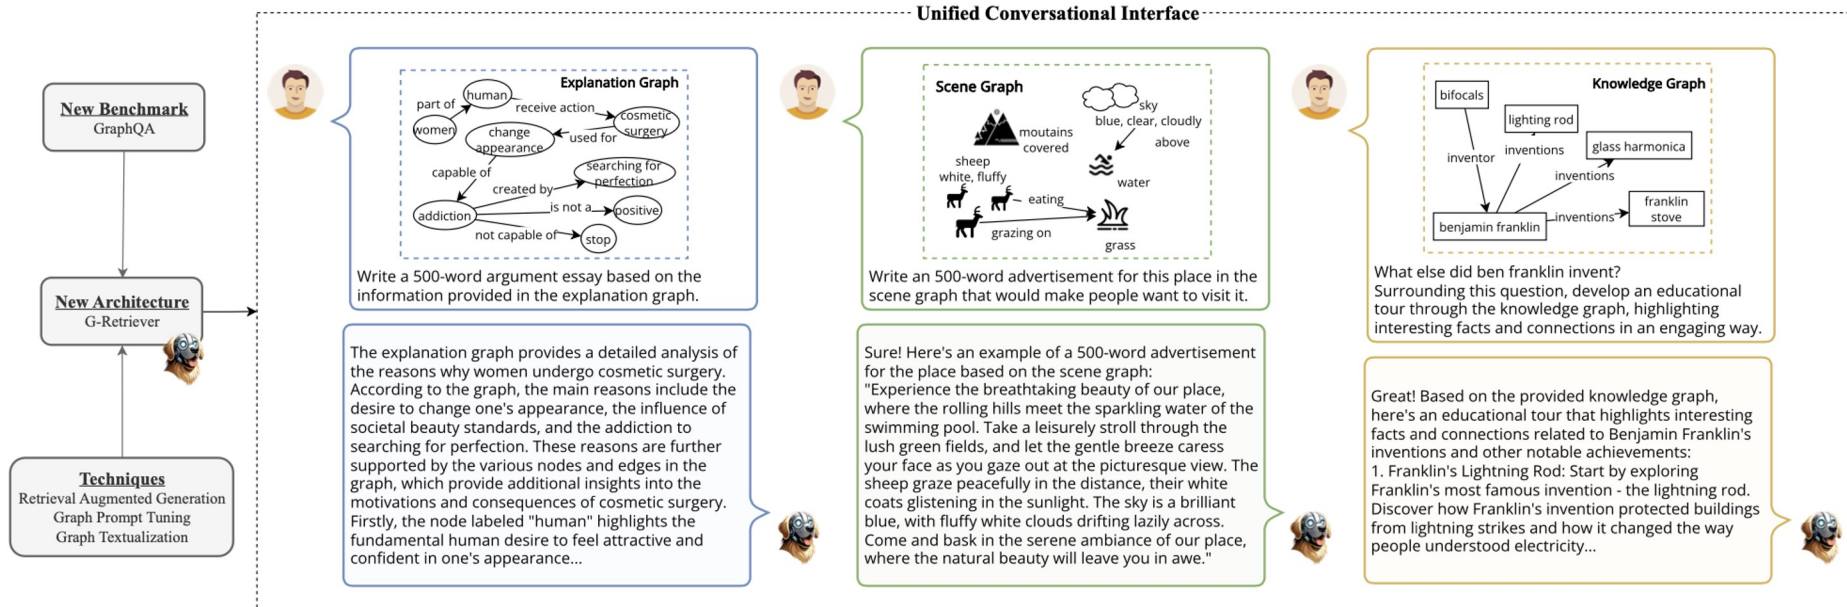 Unified Conversational Interface
New Benchmark
GraphQA
New Architecture
G-Retriever
Techniques
Retrieval Augmented Generation
Graph Prompt Tuning
Graph Textualization
Explanation Graph
human
part of
receive action
women
cosmetic
surgery
change
appearance
used for
capable of
searching for
perfection
created by
addiction
is not a
positive
not capable of
stop
Write a 500-word argument essay based on the
information provided in the explanation graph.
The explanation graph provides a detailed analysis of
the reasons why women undergo cosmetic surgery.
According to the graph, the main reasons include the
desire to change one's appearance, the influence of
societal beauty standards, and the addiction to
searching for perfection. These reasons are further
supported by the various nodes and edges in the
graph, which provide additional insights into the
motivations and consequences of cosmetic surgery.
Firstly, the node labeled "human" highlights the
fundamental human desire to feel attractive and
confident in one's appearance...
Scene Graph
sky
blue, clear, cloudly
moutains
covered
above
sheep
white, fluffy
water
eating
grazing on
grass
Write an 500-word advertisement for this place in the
scene graph that would make people want to visit it.
Sure! Here's an example of a 500-word advertisement
for the place based on the scene graph:
"Experience the breathtaking beauty of our place,
where the rolling hills meet the sparkling water of the
swimming pool. Take a leisurely stroll through the
lush green fields, and let the gentle breeze caress
your face as you gaze out at the picturesque view. The
sheep graze peacefully in the distance, their white
coats glistening in the sunlight. The sky is a brilliant
blue, with fluffy white clouds drifting lazily across.
Come and bask in the serene ambiance of our place,
where the natural beauty will leave you in awe."
Knowledge Graph
bifocals
lighting rod
inventor
inventions
glass harmonica
inventions
franklin
stove
inventions
benjamin franklin
What else did ben franklin invent?
Surrounding this question, develop an educational
tour through the knowledge graph, highlighting
interesting facts and connections in an engaging way.
Great! Based on the provided knowledge graph,
here's an educational tour that highlights interesting
facts and connections related to Benjamin Franklin's
inventions and other notable achievements:
1. Franklin's Lightning Rod: Start by exploring
Franklin's most famous invention - the lightning rod.
Discover how Franklin's invention protected buildings
from lightning strikes and how it changed the way
people understood electricity...